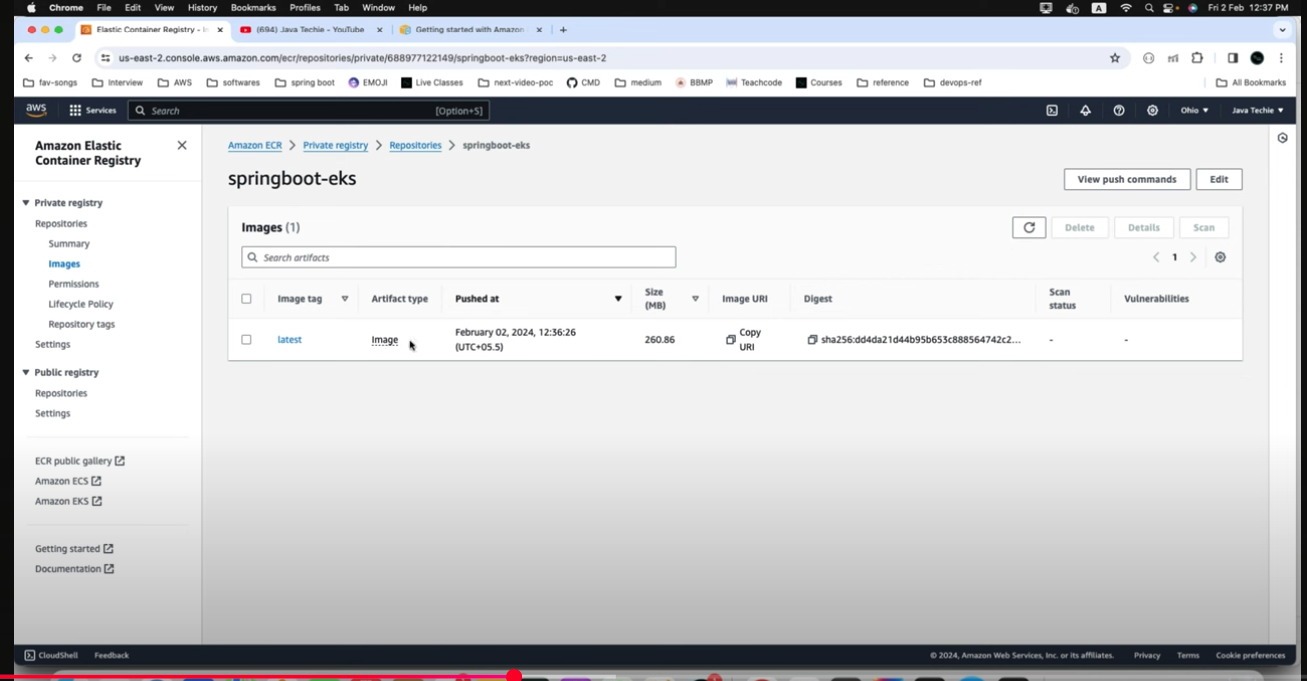 Chrome File Edit View History Bookmarks Profiles Tab Window Help A Fri 2 Feb 12:37 PM
Elastic Container Registry - (694) Java Techie - YouTube Getting started with Amazon
us-east-2.console.aws.amazon.com/ecr/repositories/private/688977122149/springboot-eks?region=us-east-2
fav-songs Interview AWS softwares spring boot EMOJI Live Classes next-video-poc CMD medium BBMP Teachcode Courses reference devops-ref All Bookmarks
aws Services Search [Option+S] Ohio Java Techie
Amazon Elastic
Container Registry
Private registry
Repositories
Summary
Images
Permissions
Lifecycle Policy
Repository tags
Settings
Public registry
Repositories
Settings
ECR public gallery
Amazon ECS
Amazon EKS
Getting started
Documentation
Amazon ECR > Private registry > Repositories > springboot-eks
springboot-eks
View push commands Edit
Images (1)
Delete Details Scan
Search artifacts
1
Image tag Artifact type Pushed at Size (MB) Image URI Digest Scan status Vulnerabilities
latest Image February 02, 2024, 12:36:26 (UTC+05.5) 260.86 Copy URI sha256:dd4da21d44b95b653c888564742c2... - -
CloudShell Feedback © 2024, Amazon Web Services, Inc. or its affiliates. Privacy Terms Cookie preferences